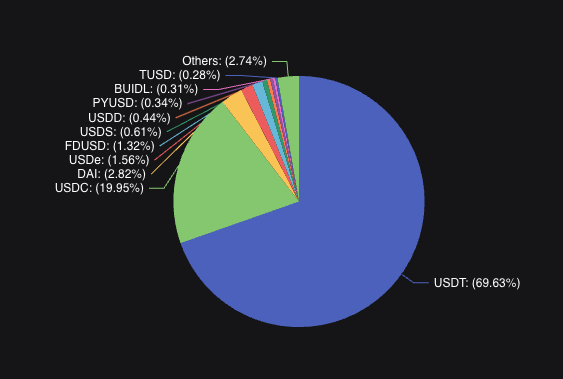 Others: (2.74%)
TUSD: (0.28%)
BUIDL: (0.31%)
PYUSD: (0.34%)
USDD: (0.44%)
USDS: (0.61%)
FDUSD: (1.32%)
USDe: (1.56%)
DAI: (2.82%)
USDC: (19.95%)
USDT: (69.63%)